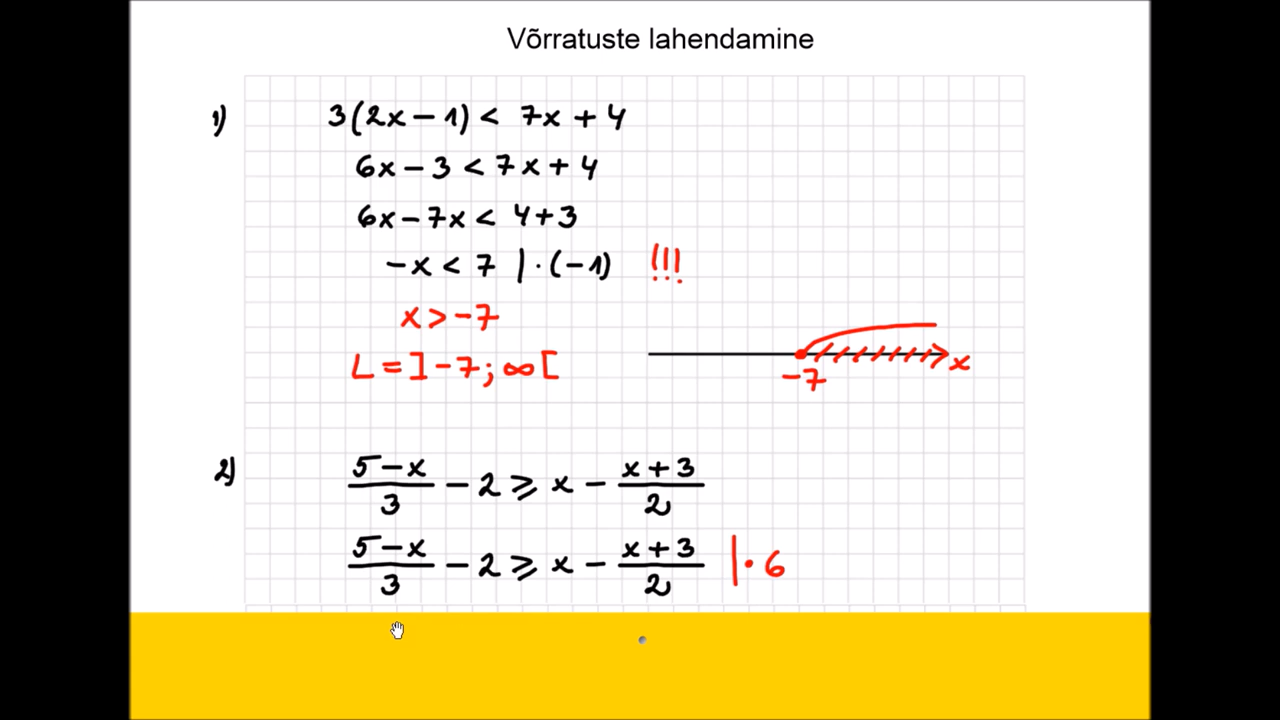 Võrratuste lahendamine
1) 3(2x − 1) < 7x + 4
6x − 3 < 7x + 4
6x − 7x < 4 + 3
−x < 7 | · (−1) !!!
x > −7
L = ]−7; ∞[
−7 x
2) (5 − x)/3 − 2 ⩾ x − (x + 3)/2
(5 − x)/3 − 2 ⩾ x − (x + 3)/2 | · 6